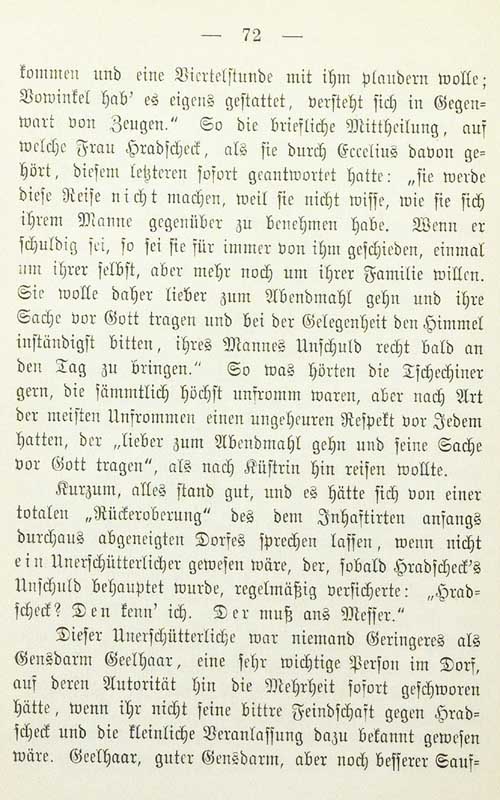 — 72 —
kommen und eine Viertelstunde mit ihm plaudern wolle;
Vowinkel hab' es eigens gestattet, versteht sich in Gegen=
wart von Zeugen.“ So die briefliche Mittheilung, auf
welche Frau Hradscheck, als sie durch Eccelius davon ge=
hört, diesem letzteren sofort geantwortet hatte: „sie werde
diese Reise nicht machen, weil sie nicht wisse, wie sie sich
ihrem Manne gegenüber zu benehmen habe. Wenn er
schuldig sei, so sei sie für immer von ihm geschieden, einmal
um ihrer selbst, aber mehr noch um ihrer Familie willen.
Sie wolle daher lieber zum Abendmahl gehn und ihre
Sache vor Gott tragen und bei der Gelegenheit den Himmel
inständigst bitten, ihres Mannes Unschuld recht bald an
den Tag zu bringen.“ So was hörten die Tschechiner
gern, die sämmtlich höchst unfromm waren, aber nach Art
der meisten Unfrommen einen ungeheuren Respekt vor Jedem
hatten, der „lieber zum Abendmahl gehn und seine Sache
vor Gott tragen“, als nach Küstrin hin reisen wollte.
Kurzum, alles stand gut, und es hätte sich von einer
totalen „Rückeroberung“ des dem Inhaftirten anfangs
durchaus abgeneigten Dorfes sprechen lassen, wenn nicht
ein Unerschütterlicher gewesen wäre, der, sobald Hradscheck's
Unschuld behauptet wurde, regelmäßig versicherte: „Hrad=
scheck? Den kenn' ich. Der muß ans Messer.“
Dieser Unerschütterliche war niemand Geringeres als
Gensdarm Geelhaar, eine sehr wichtige Person im Dorf,
auf deren Autorität hin die Mehrheit sofort geschworen
hätte, wenn ihr nicht seine bittre Feindschaft gegen Hrad=
scheck und die kleinliche Veranlassung dazu bekannt gewesen
wäre. Geelhaar, guter Gensdarm, aber noch besserer Sauf=